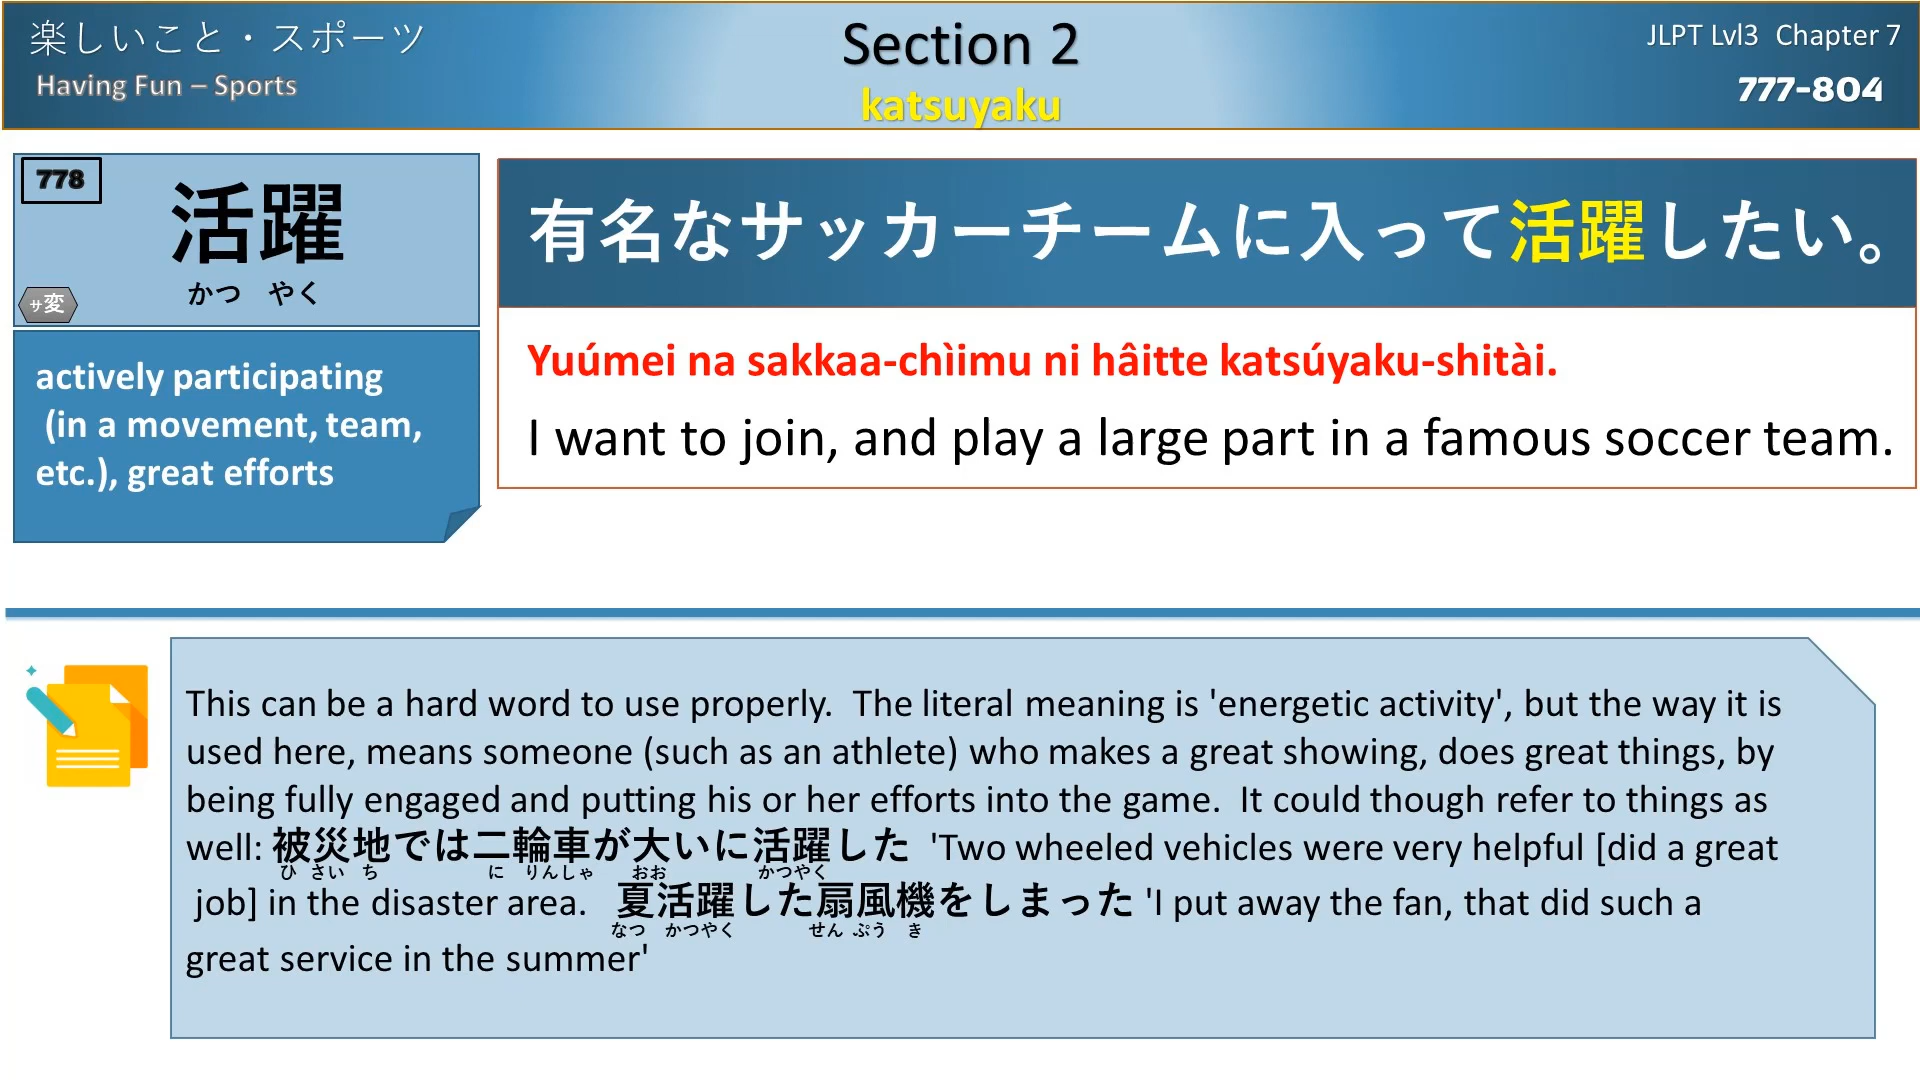 楽しいこと・スポーツ
Having Fun – Sports
Section 2
katsuyaku
JLPT Lvl3 Chapter 7
777-804
778
活躍
かつ やく
サ変
actively participating
(in a movement, team,
etc.), great efforts
有名なサッカーチームに入って活躍したい。
Yuúmei na sakkaa-chìimu ni hâitte katsúyaku-shitài.
I want to join, and play a large part in a famous soccer team.
This can be a hard word to use properly. The literal meaning is 'energetic activity', but the way it is
used here, means someone (such as an athlete) who makes a great showing, does great things, by
being fully engaged and putting his or her efforts into the game. It could though refer to things as
well: 被災地では二輪車が大いに活躍した 'Two wheeled vehicles were very helpful [did a great
ひ さい ち に りんしゃ おお かつやく
job] in the disaster area. 夏活躍した扇風機をしまった 'I put away the fan, that did such a
なつ かつやく せん ぷう き
great service in the summer'